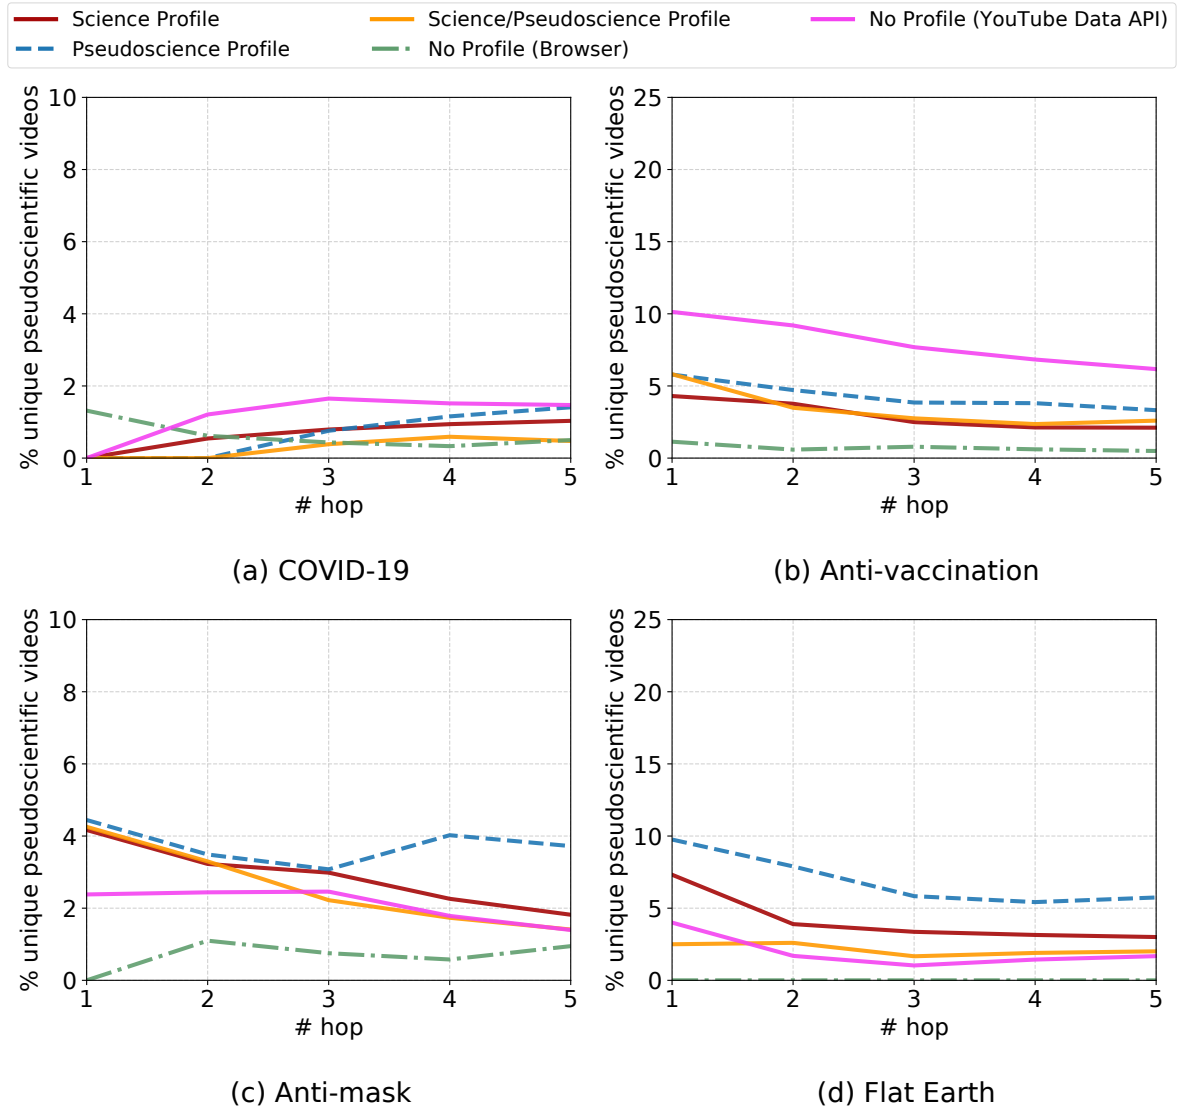 Science Profile
Pseudoscience Profile
Science/Pseudoscience Profile
No Profile (Browser)
No Profile (YouTube Data API)
% unique pseudoscientific videos
10
8
6
4
2
0
1 2 3 4 5
# hop
(a) COVID-19
% unique pseudoscientific videos
25
20
15
10
5
0
1 2 3 4 5
# hop
(b) Anti-vaccination
% unique pseudoscientific videos
10
8
6
4
2
0
1 2 3 4 5
# hop
(c) Anti-mask
% unique pseudoscientific videos
25
20
15
10
5
0
1 2 3 4 5
# hop
(d) Flat Earth